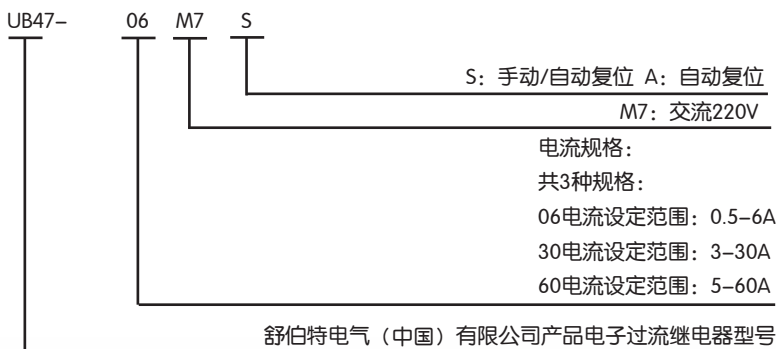 UB47- 06 M7 S
S: 手动/自动复位 A: 自动复位
M7: 交流220V
电流规格:
共3种规格:
06电流设定范围: 0.5-6A
30电流设定范围: 3-30A
60电流设定范围: 5-60A
舒伯特电气（中国）有限公司产品电子过流继电器型号